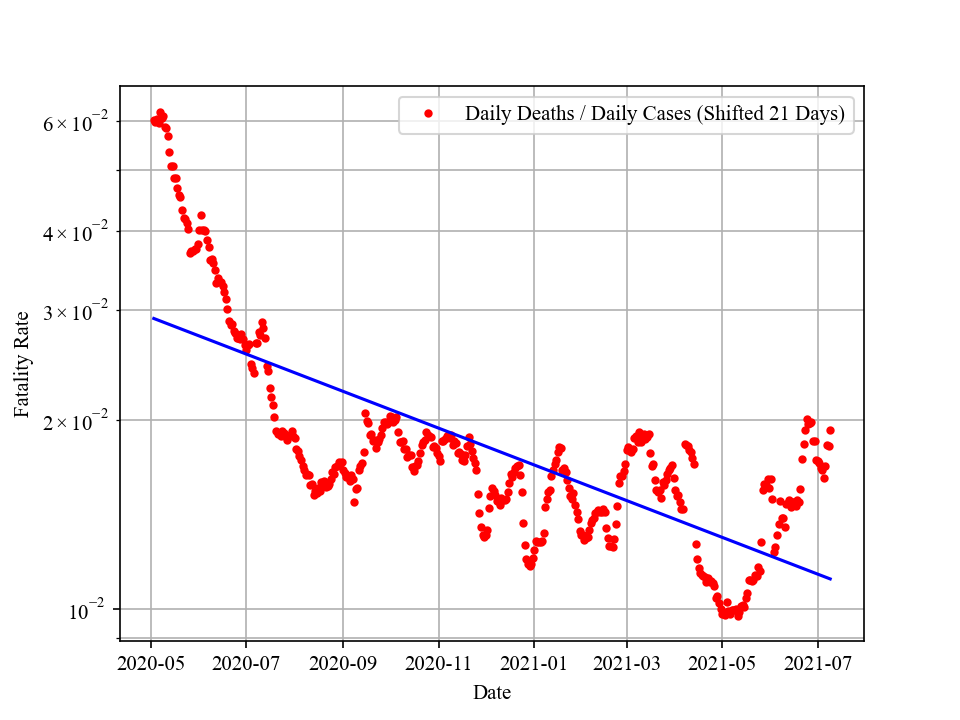 Daily Deaths / Daily Cases (Shifted 21 Days)
6×10⁻²
4×10⁻²
3×10⁻²
2×10⁻²
10⁻²
Fatality Rate
2020-05 2020-07 2020-09 2020-11 2021-01 2021-03 2021-05 2021-07
Date